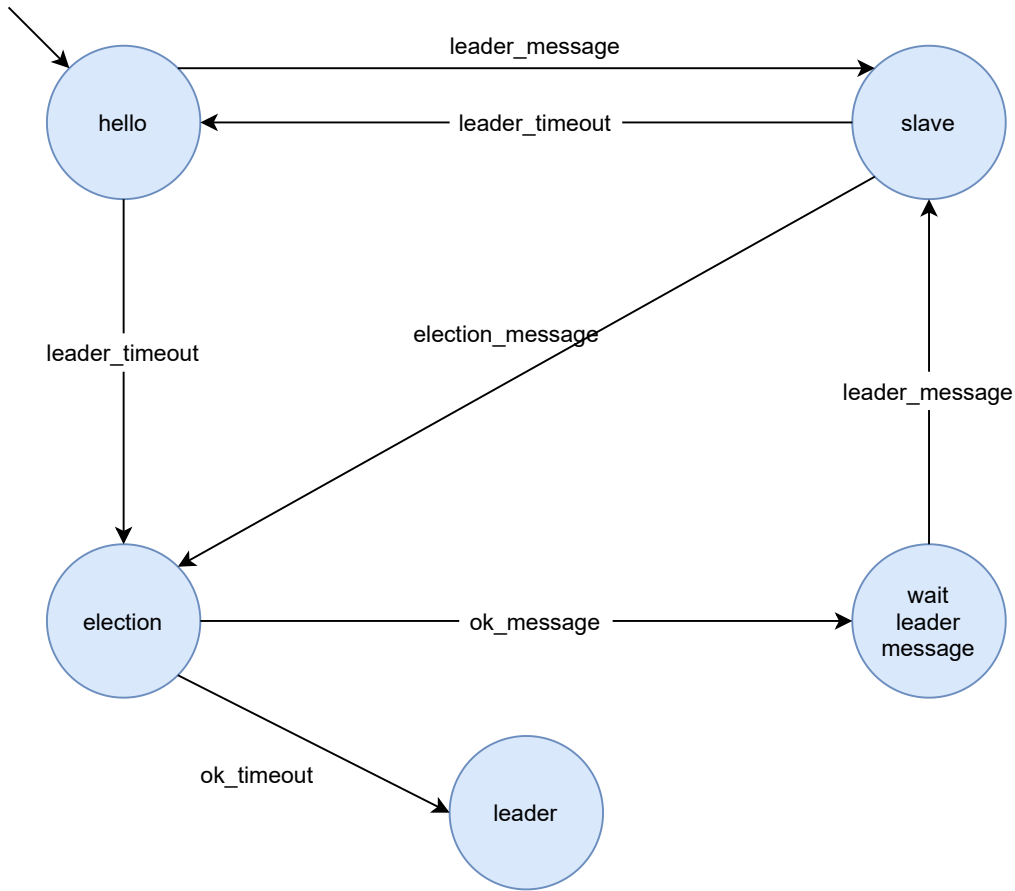 leader_message
hello
leader_timeout
slave
election_message
leader_timeout
leader_message
election
ok_message
wait
leader
message
ok_timeout
leader